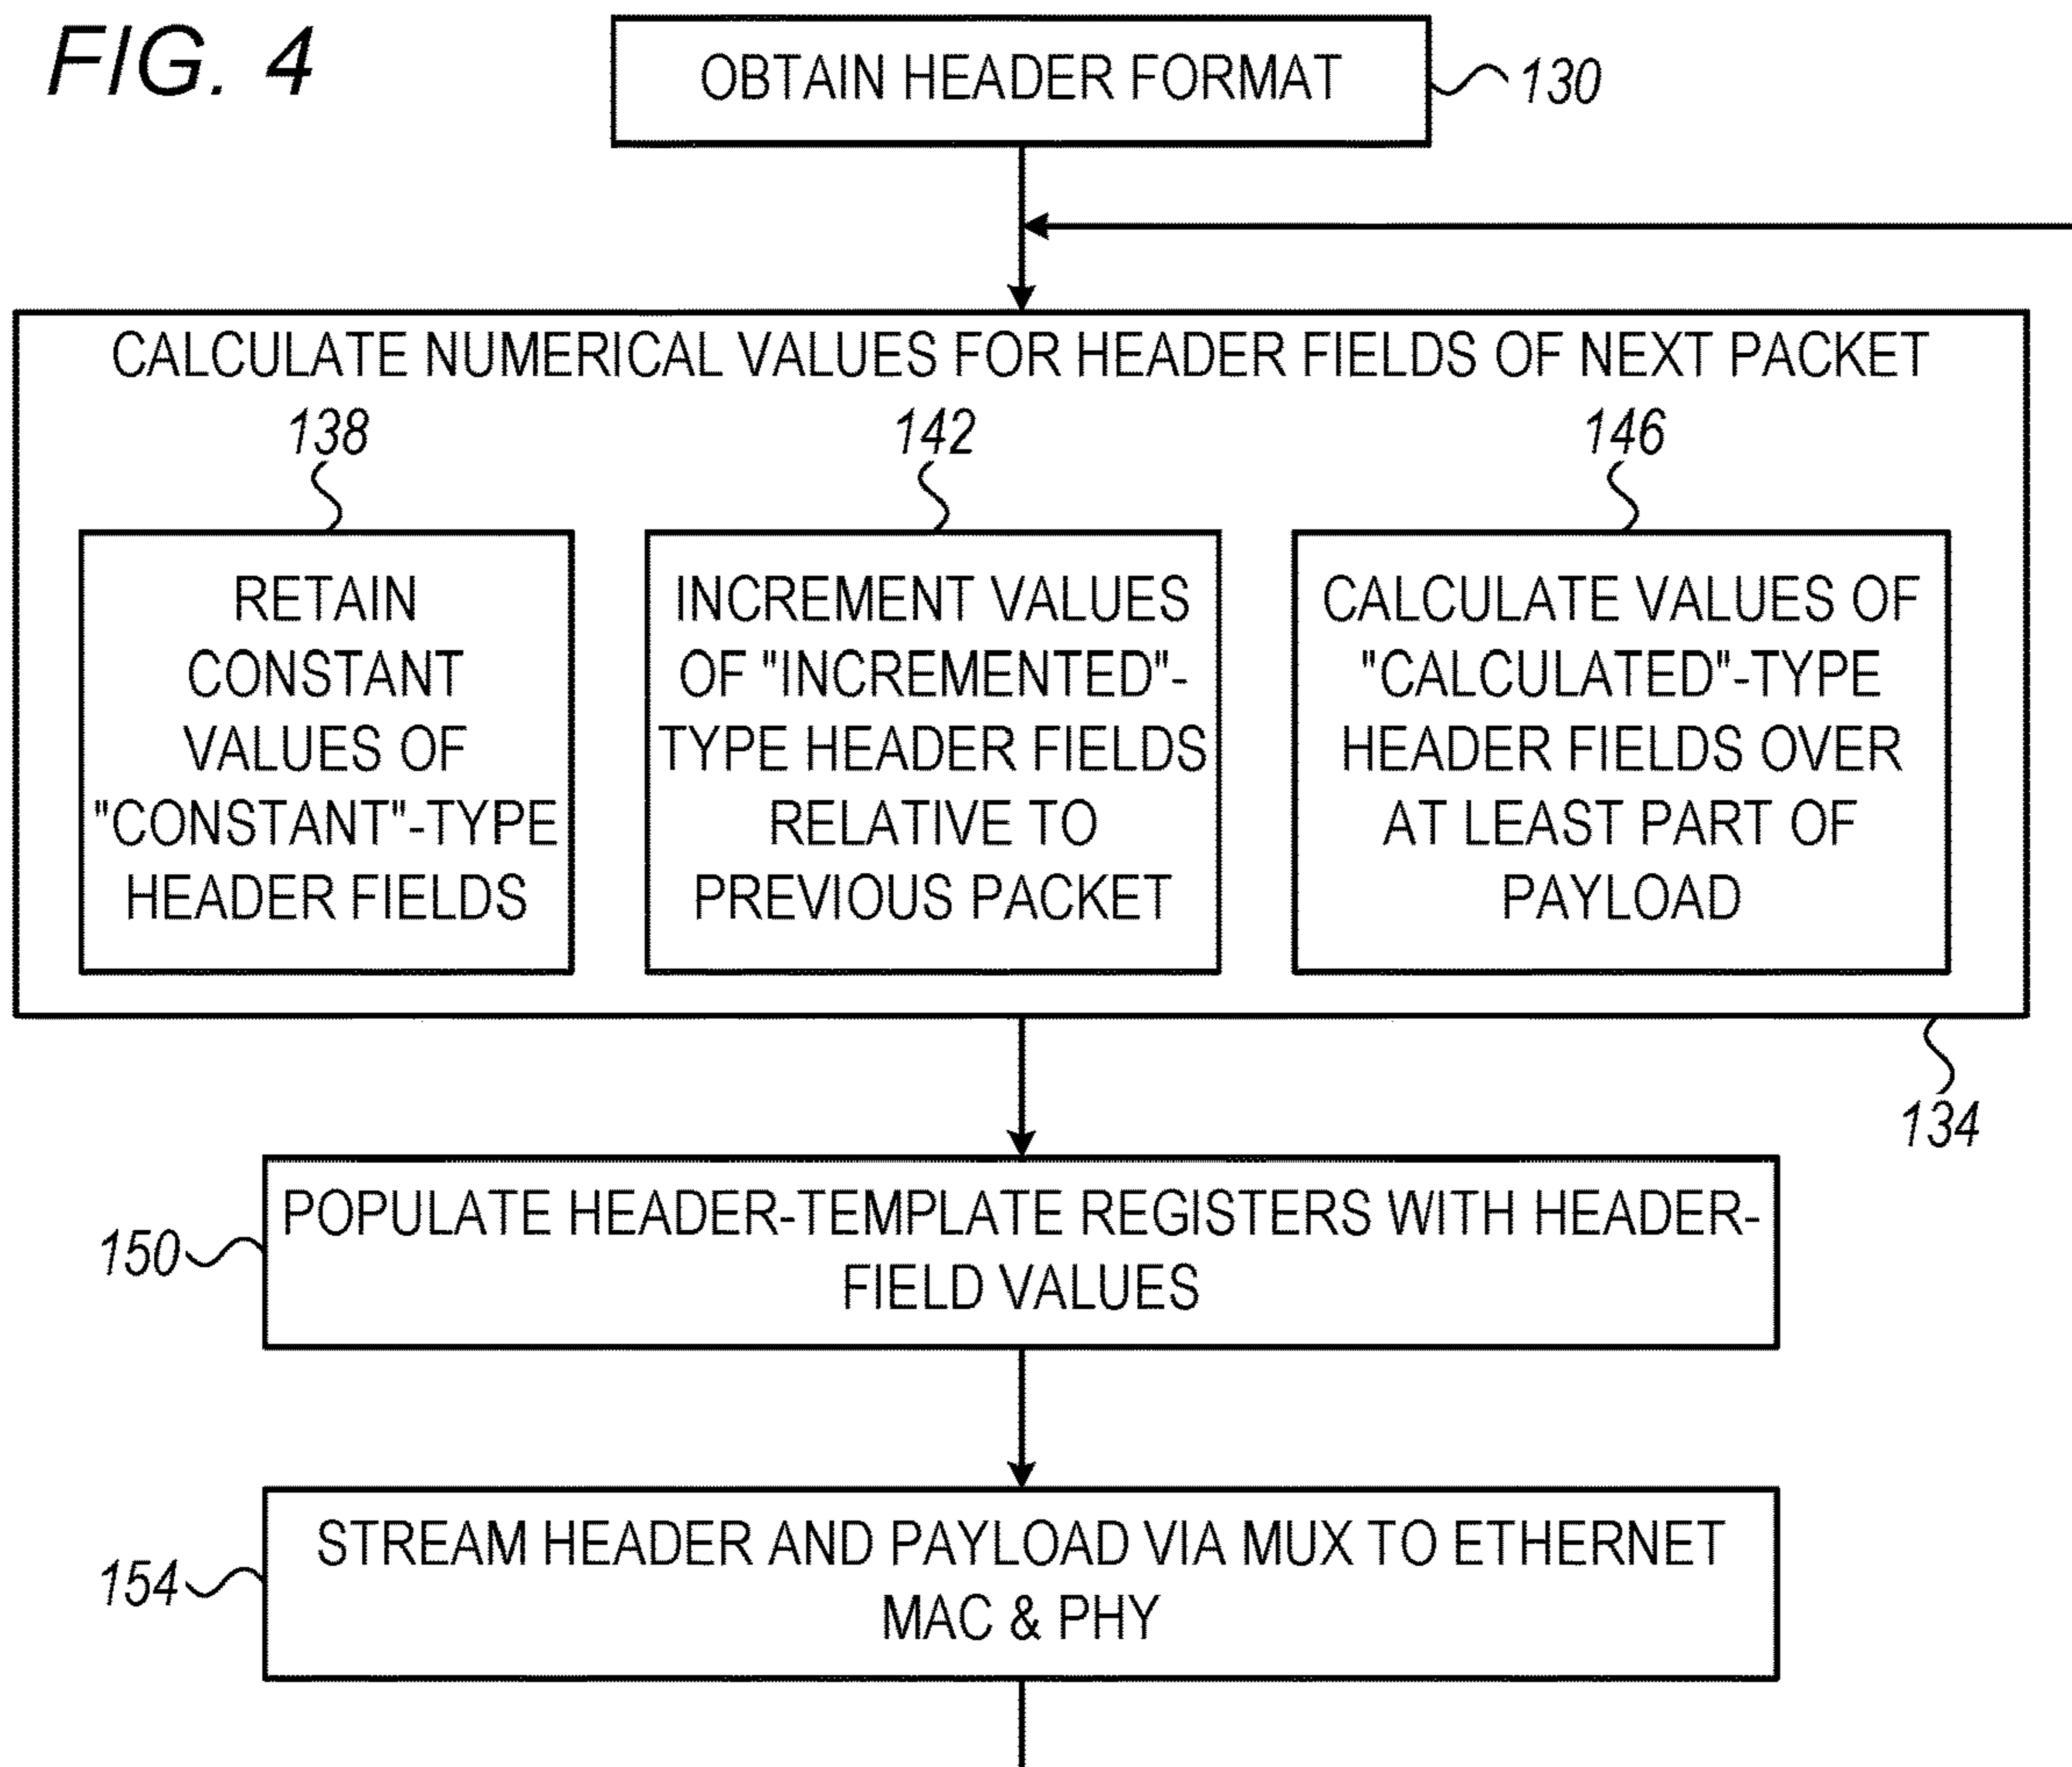 FIG. 4
OBTAIN HEADER FORMAT
130
CALCULATE NUMERICAL VALUES FOR HEADER FIELDS OF NEXT PACKET
138
142
146
RETAIN
CONSTANT
VALUES OF
"CONSTANT"-TYPE
HEADER FIELDS
INCREMENT VALUES
OF "INCREMENTED"-
TYPE HEADER FIELDS
RELATIVE TO
PREVIOUS PACKET
CALCULATE VALUES OF
"CALCULATED"-TYPE
HEADER FIELDS OVER
AT LEAST PART OF
PAYLOAD
134
150
POPULATE HEADER-TEMPLATE REGISTERS WITH HEADER-
FIELD VALUES
154
STREAM HEADER AND PAYLOAD VIA MUX TO ETHERNET
MAC & PHY